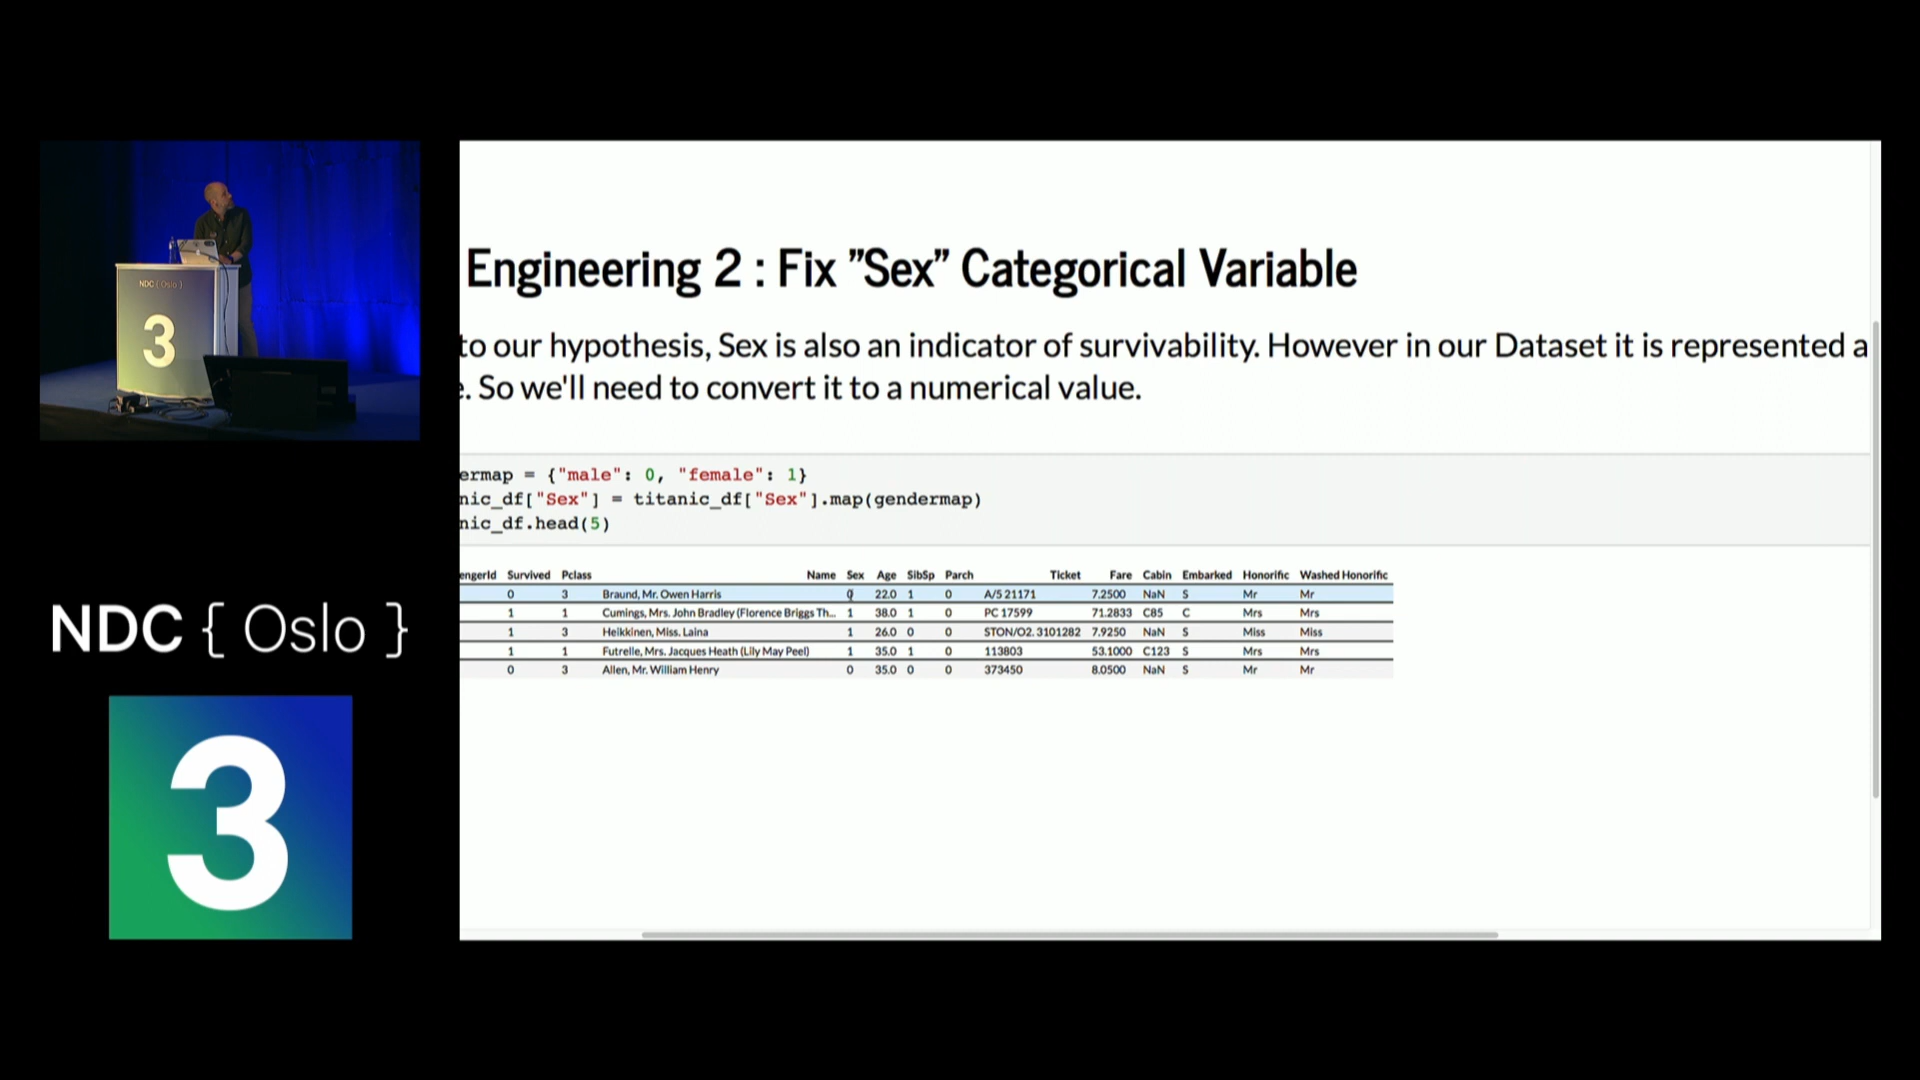 NDC { Oslo }
3
NDC { Oslo }
3
Engineering 2 : Fix "Sex" Categorical Variable
to our hypothesis, Sex is also an indicator of survivability. However in our Dataset it is represented a
. So we'll need to convert it to a numerical value.
ermap = {"male": 0, "female": 1}
nic_df["Sex"] = titanic_df["Sex"].map(gendermap)
nic_df.head(5)
engerId Survived Pclass Name Sex Age SibSp Parch Ticket Fare Cabin Embarked Honorific Washed Honorific
0 3 Braund, Mr. Owen Harris 0 22.0 1 0 A/5 21171 7.2500 NaN S Mr Mr
1 1 Cumings, Mrs. John Bradley (Florence Briggs Th... 1 38.0 1 0 PC 17599 71.2833 C85 C Mrs Mrs
1 3 Heikkinen, Miss. Laina 1 26.0 0 0 STON/O2. 3101282 7.9250 NaN S Miss Miss
1 1 Futrelle, Mrs. Jacques Heath (Lily May Peel) 1 35.0 1 0 113803 53.1000 C123 S Mrs Mrs
0 3 Allen, Mr. William Henry 0 35.0 0 0 373450 8.0500 NaN S Mr Mr